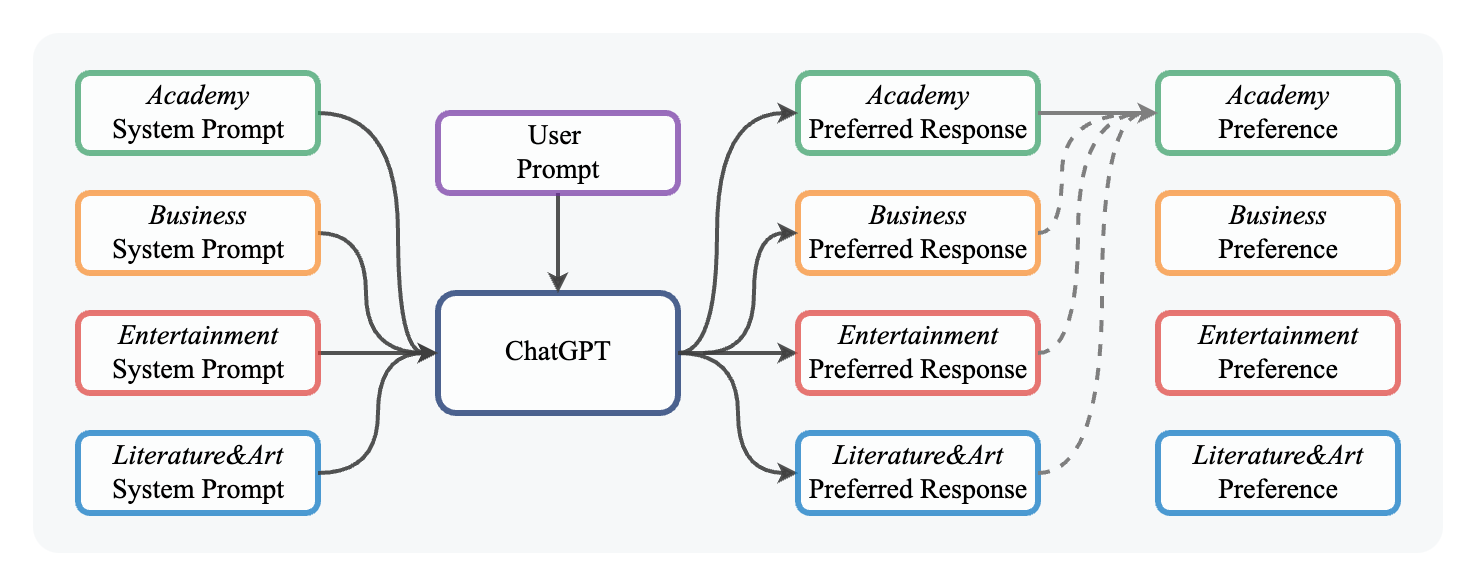 Academy
System Prompt
Business
System Prompt
Entertainment
System Prompt
Literature&Art
System Prompt
User
Prompt
ChatGPT
Academy
Preferred Response
Business
Preferred Response
Entertainment
Preferred Response
Literature&Art
Preferred Response
Academy
Preference
Business
Preference
Entertainment
Preference
Literature&Art
Preference